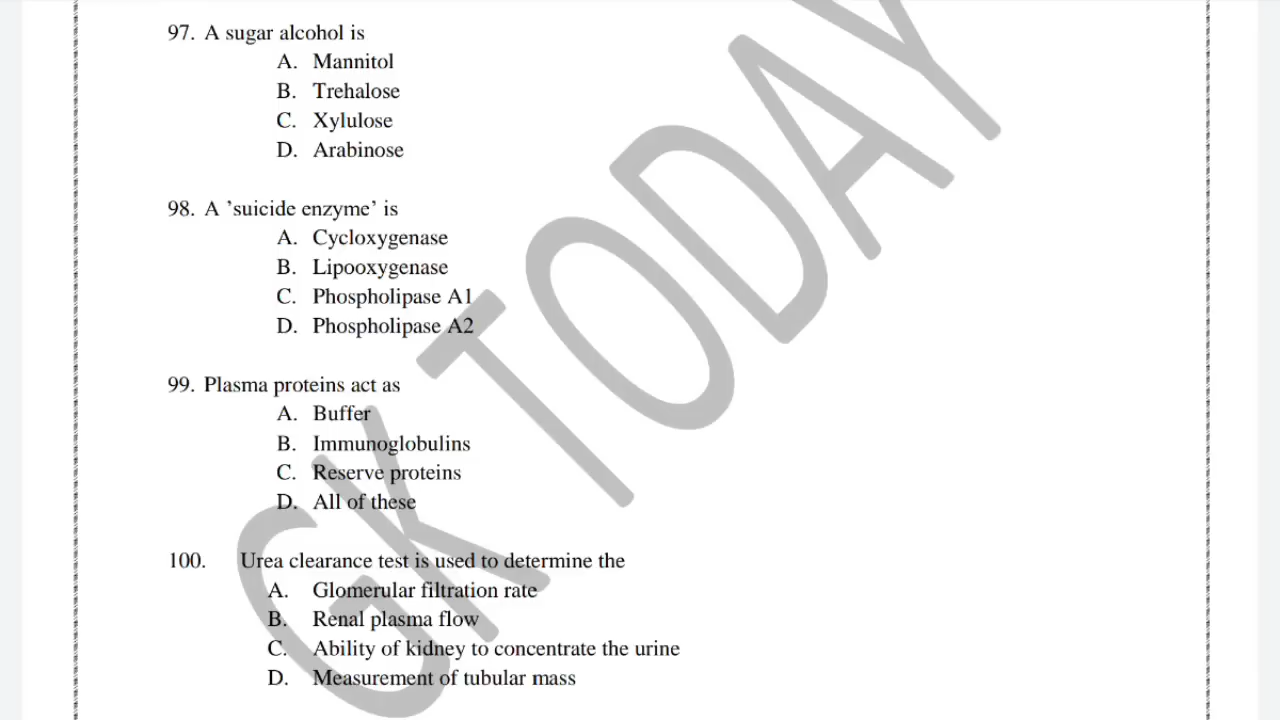 97. A sugar alcohol is
A. Mannitol
B. Trehalose
C. Xylulose
D. Arabinose
98. A ’suicide enzyme’ is
A. Cycloxygenase
B. Lipooxygenase
C. Phospholipase A1
D. Phospholipase A2
99. Plasma proteins act as
A. Buffer
B. Immunoglobulins
C. Reserve proteins
D. All of these
100. Urea clearance test is used to determine the
A. Glomerular filtration rate
B. Renal plasma flow
C. Ability of kidney to concentrate the urine
D. Measurement of tubular mass
GK TODAY